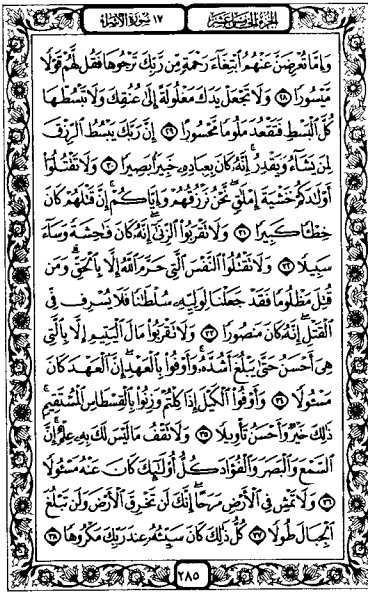 الجزء الخامس عشر
١٧ سورة الإسراء
وَإِمَّا تُعْرِضَنَّ عَنْهُمُ ٱبْتِغَآءَ رَحْمَةٍ مِّن رَّبِّكَ تَرْجُوهَا فَقُل لَّهُمْ قَوْلًا
مَّيْسُورًا ٢٨ وَلَا تَجْعَلْ يَدَكَ مَغْلُولَةً إِلَىٰ عُنُقِكَ وَلَا تَبْسُطْهَا
كُلَّ ٱلْبَسْطِ فَتَقْعُدَ مَلُومًا مَّحْسُورًا ٢٩ إِنَّ رَبَّكَ يَبْسُطُ ٱلرِّزْقَ
لِمَن يَشَآءُ وَيَقْدِرُ إِنَّهُۥ كَانَ بِعِبَادِهِۦ خَبِيرًۢا بَصِيرًا ٣٠ وَلَا تَقْتُلُوٓا۟
أَوْلَٰدَكُمْ خَشْيَةَ إِمْلَٰقٍ نَّحْنُ نَرْزُقُهُمْ وَإِيَّاكُمْ إِنَّ قَتْلَهُمْ كَانَ
خِطْـًٔا كَبِيرًا ٣١ وَلَا تَقْرَبُوا۟ ٱلزِّنَىٰٓ إِنَّهُۥ كَانَ فَٰحِشَةً وَسَآءَ
سَبِيلًا ٣٢ وَلَا تَقْتُلُوا۟ ٱلنَّفْسَ ٱلَّتِى حَرَّمَ ٱللَّهُ إِلَّا بِٱلْحَقِّ وَمَن
قُتِلَ مَظْلُومًا فَقَدْ جَعَلْنَا لِوَلِيِّهِۦ سُلْطَٰنًا فَلَا يُسْرِف فِّى
ٱلْقَتْلِ إِنَّهُۥ كَانَ مَنصُورًا ٣٣ وَلَا تَقْرَبُوا۟ مَالَ ٱلْيَتِيمِ إِلَّا بِٱلَّتِى
هِىَ أَحْسَنُ حَتَّىٰ يَبْلُغَ أَشُدَّهُۥ وَأَوْفُوا۟ بِٱلْعَهْدِ إِنَّ ٱلْعَهْدَ كَانَ
مَسْـُٔولًا ٣٤ وَأَوْفُوا۟ ٱلْكَيْلَ إِذَا كِلْتُمْ وَزِنُوا۟ بِٱلْقِسْطَاسِ ٱلْمُسْتَقِيمِ
ذَٰلِكَ خَيْرٌ وَأَحْسَنُ تَأْوِيلًا ٣٥ وَلَا تَقْفُ مَا لَيْسَ لَكَ بِهِۦ عِلْمٌ إِنَّ
ٱلسَّمْعَ وَٱلْبَصَرَ وَٱلْفُؤَادَ كُلُّ أُو۟لَٰٓئِكَ كَانَ عَنْهُ مَسْـُٔولًا
٣٦ وَلَا تَمْشِ فِى ٱلْأَرْضِ مَرَحًا إِنَّكَ لَن تَخْرِقَ ٱلْأَرْضَ وَلَن تَبْلُغَ
ٱلْجِبَالَ طُولًا ٣٧ كُلُّ ذَٰلِكَ كَانَ سَيِّئُهُۥ عِندَ رَبِّكَ مَكْرُوهًا ٣٨
٢٨٥